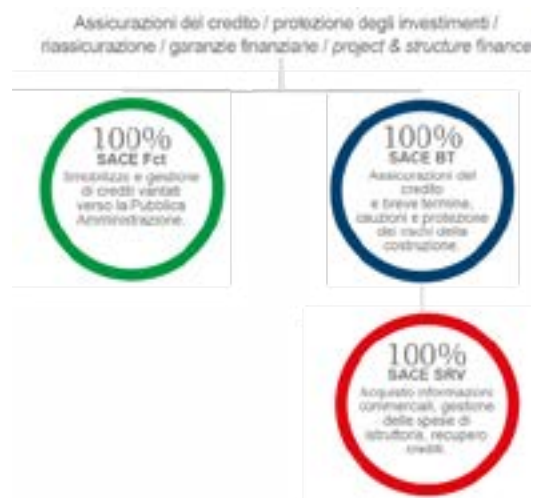 Assicurazioni del credito / protezione degli investimenti /
riassicurazione / garanzie finanziarie / project & structure finance
100%
SACE Fct
Smobilizzo e gestione
di crediti vantati
verso la Pubblica
Amministrazione.
100%
SACE BT
Assicurazioni del
credito
a breve termine,
cauzioni e protezione
dei rischi della
costruzione.
100%
SACE SRV
Acquisto informazioni
commerciali, gestione
delle spese di
istruttoria, recupero
crediti.